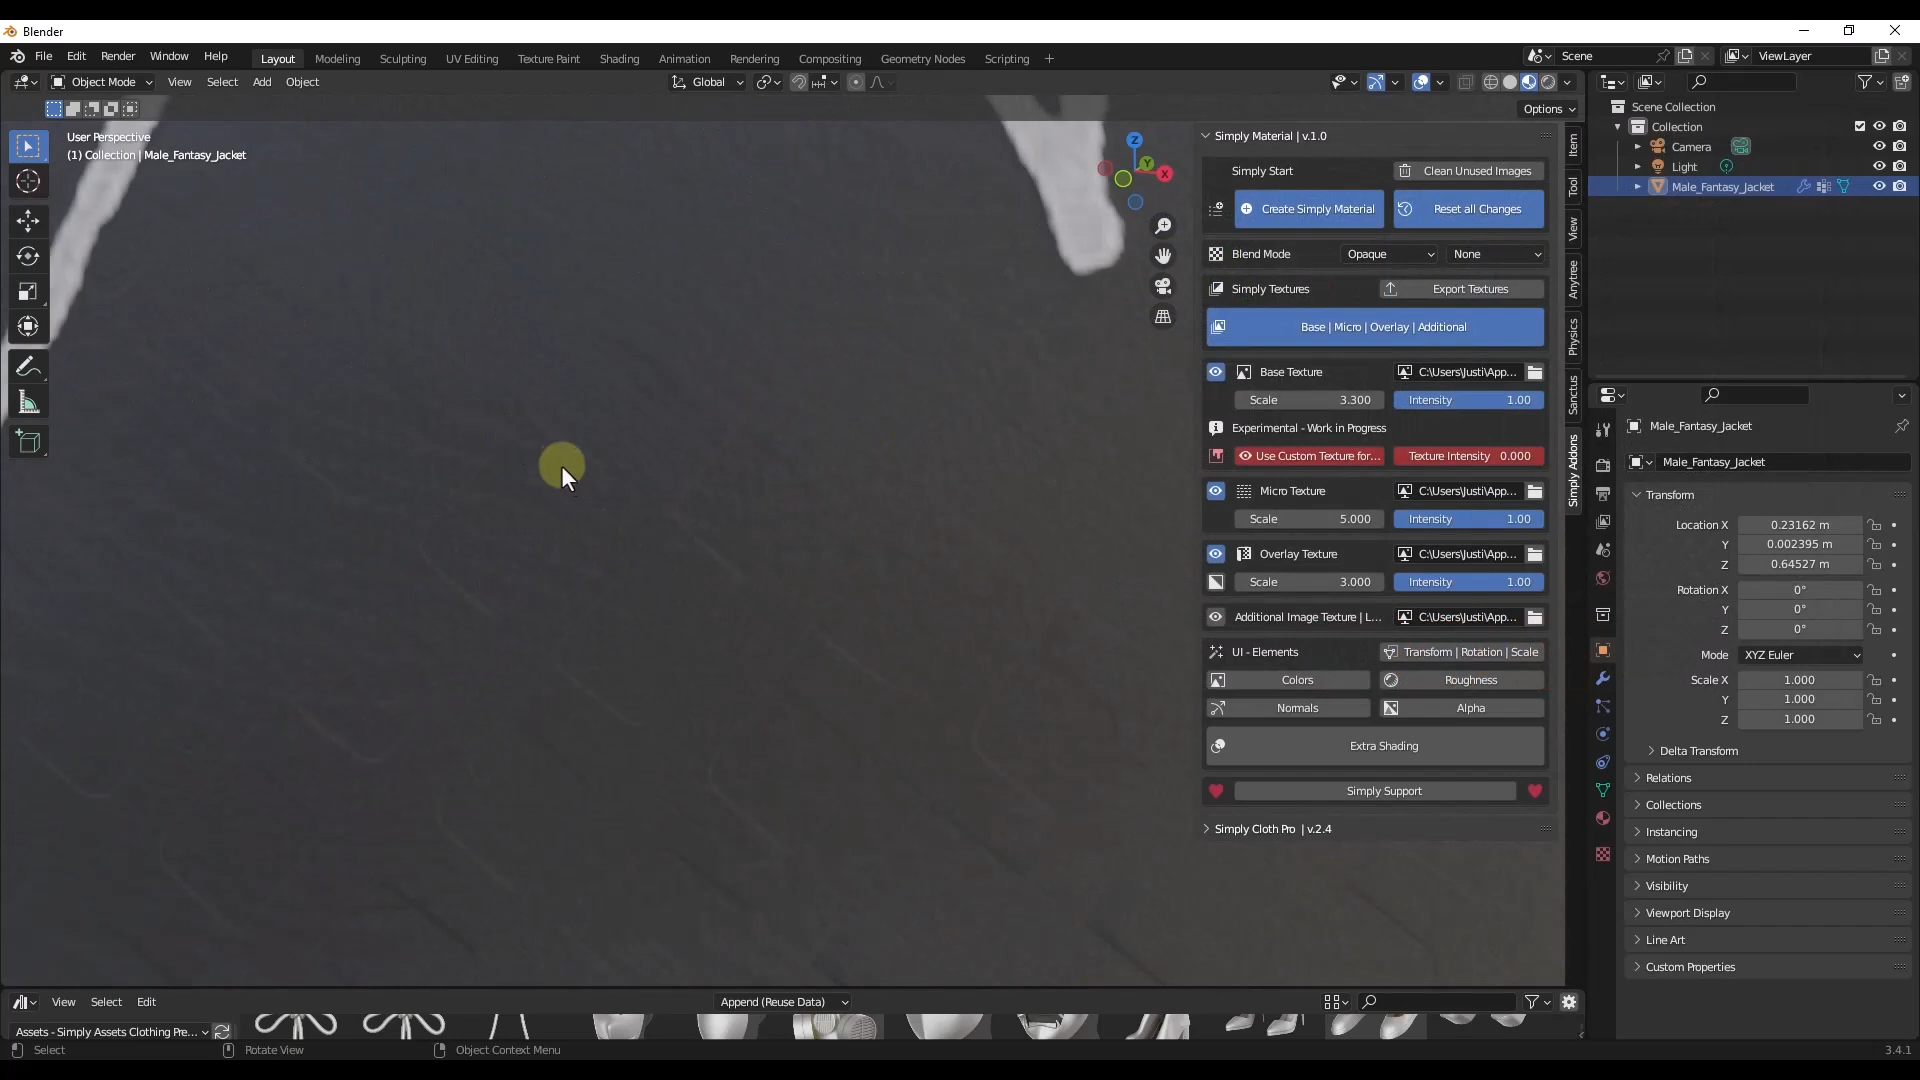 Blender
File Edit Render Window Help Layout Modeling Sculpting UV Editing Texture Paint Shading Animation Rendering Compositing Geometry Nodes Scripting + Scene ViewLayer
Object Mode View Select Add Object Global
Options
User Perspective
(1) Collection | Male_Fantasy_Jacket
Z
Y
X
Simply Material | v.1.0
Simply Start Clean Unused Images
Create Simply Material Reset all Changes
Blend Mode Opaque None
Simply Textures Export Textures
Base | Micro | Overlay | Additional
Base Texture C:\Users\Justi\App...
Scale 3.300 Intensity 1.00
Experimental - Work in Progress
Use Custom Texture for... Texture Intensity 0.000
Micro Texture C:\Users\Justi\App...
Scale 5.000 Intensity 1.00
Overlay Texture C:\Users\Justi\App...
Scale 3.000 Intensity 1.00
Additional Image Texture | L... C:\Users\Justi\App...
UI - Elements Transform | Rotation | Scale
Colors Roughness
Normals Alpha
Extra Shading
Simply Support
Simply Cloth Pro | v.2.4
Item
Tool
View
Anytree
Physics
Sanctus
Simply Addons
Scene Collection
Collection
Camera
Light
Male_Fantasy_Jacket
Male_Fantasy_Jacket
Male_Fantasy_Jacket
Transform
Location X 0.23162 m
Y 0.002395 m
Z 0.64527 m
Rotation X 0°
Y 0°
Z 0°
Mode XYZ Euler
Scale X 1.000
Y 1.000
Z 1.000
Delta Transform
Relations
Collections
Instancing
Motion Paths
Visibility
Viewport Display
Line Art
Custom Properties
View Select Edit Append (Reuse Data)
Assets - Simply Assets Clothing Pre...
Select Rotate View Object Context Menu 3.4.1